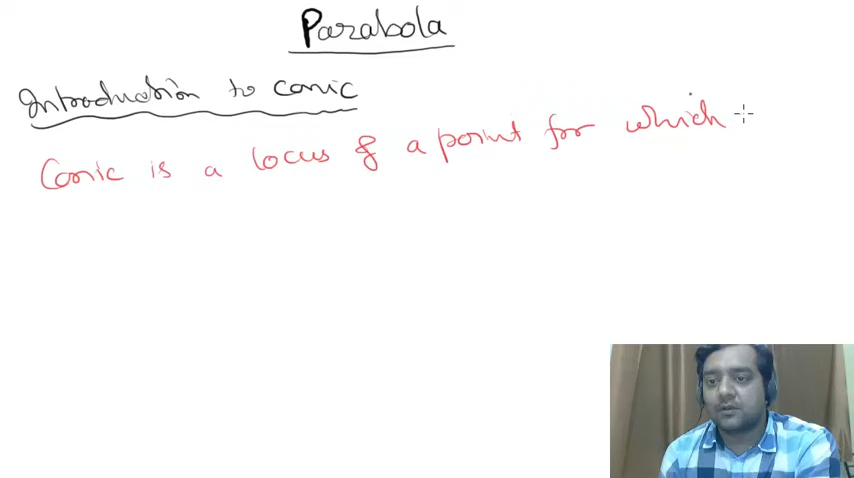 Parabola
Introduction to conic
Conic is a locus of a point for which